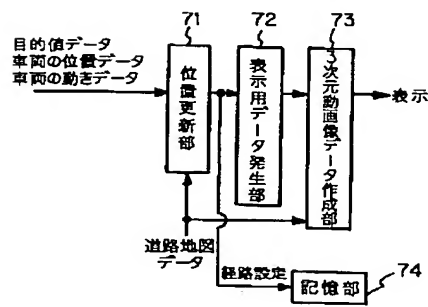 71
72
73
目的値データ
車両の位置データ
車両の動きデータ
位置更新部
表示用データ発生部
3次元動画像データ作成部
表示
道路地図
データ
経路設定
記憶部
74